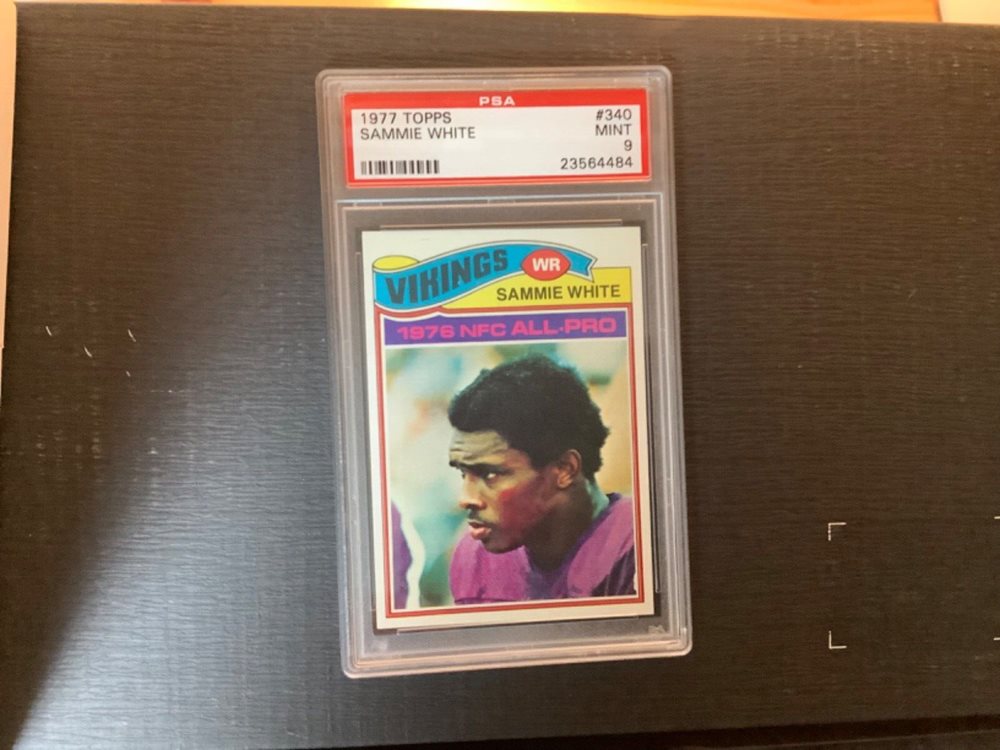 PSA
1977 TOPPS #340
SAMMIE WHITE MINT
9
23564484
VIKINGS WR
SAMMIE WHITE
1976 NFC ALL-PRO